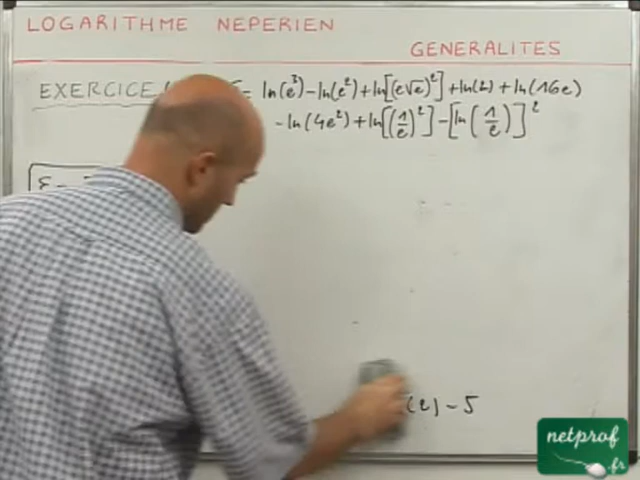 LOGARITHME NEPERIEN
GENERALITES
EXERCICE
= ln(e³) - ln(e²) + ln[(e√e)²] + ln(2) + ln(16e)
- ln(4e²) + ln[(1/e)²] - [ln(1/e)]²
(2) - 5
netprof
.fr